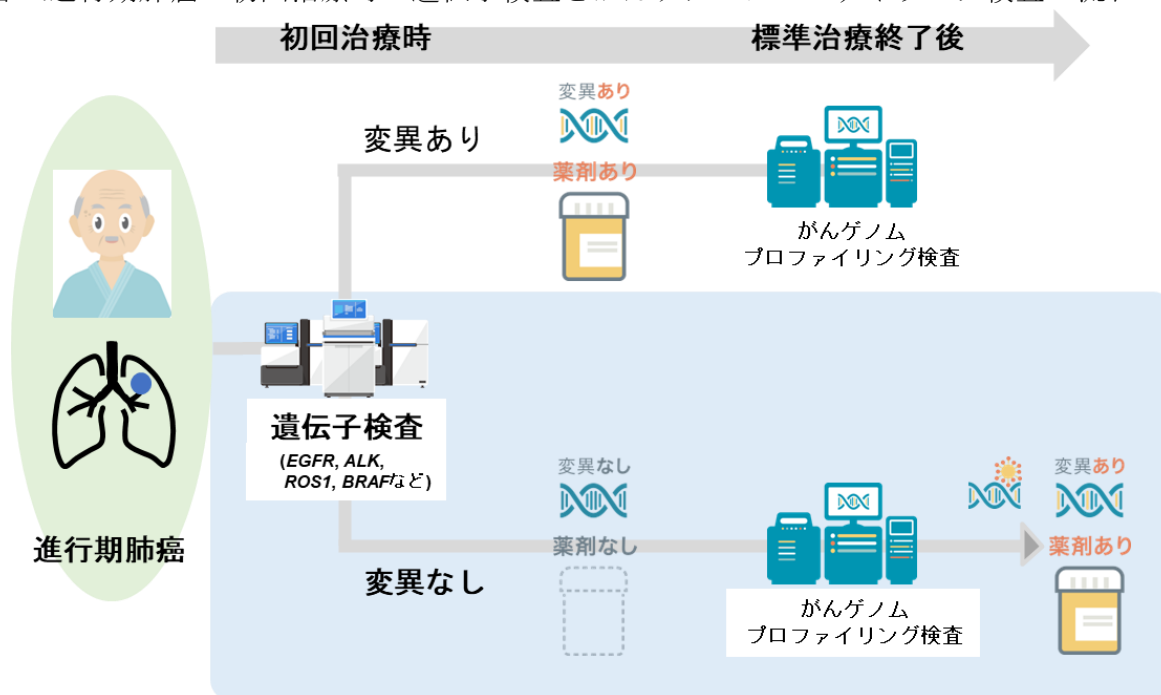 初回治療時
標準治療終了後
変異あり
変異あり
薬剤あり
がんゲノム
プロファイリング検査
遺伝子検査
(EGFR, ALK,
ROS1, BRAFなど)
進行期肺癌
変異なし
変異なし
薬剤なし
がんゲノム
プロファイリング検査
変異あり
薬剤あり